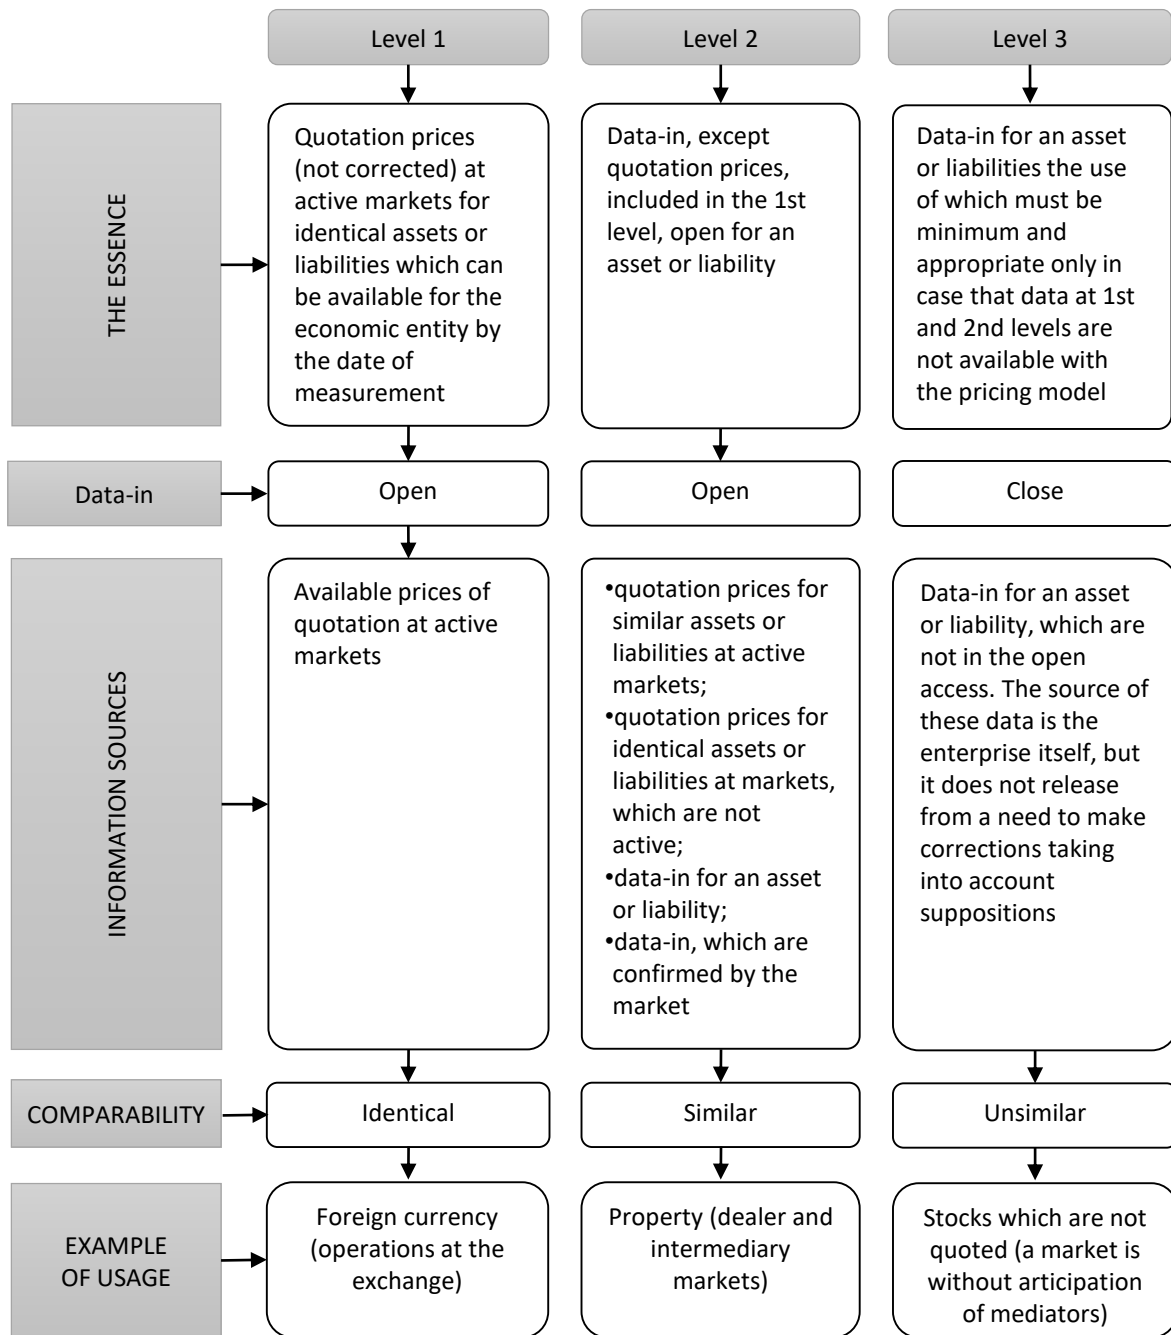 Level 1
Level 2
Level 3
THE ESSENCE
Quotation prices
(not corrected) at
active markets for
identical assets or
liabilities which can
be available for the
economic entity by
the date of
measurement
Data-in, except
quotation prices,
included in the 1st
level, open for an
asset or liability
Data-in for an asset
or liabilities the use
of which must be
minimum and
appropriate only in
case that data at 1st
and 2nd levels are
not available with
the pricing model
Data-in
Open
Open
Close
INFORMATION SOURCES
Available prices of
quotation at active
markets
•quotation prices for
similar assets or
liabilities at active
markets;
•quotation prices for
identical assets or
liabilities at markets,
which are not
active;
•data-in for an asset
or liability;
•data-in, which are
confirmed by the
market
Data-in for an asset
or liability, which are
not in the open
access. The source of
these data is the
enterprise itself, but
it does not release
from a need to make
corrections taking
into account
suppositions
COMPARABILITY
Identical
Similar
Unsimilar
EXAMPLE
OF USAGE
Foreign currency
(operations at the
exchange)
Property (dealer and
intermediary
markets)
Stocks which are not
quoted (a market is
without articipation
of mediators)